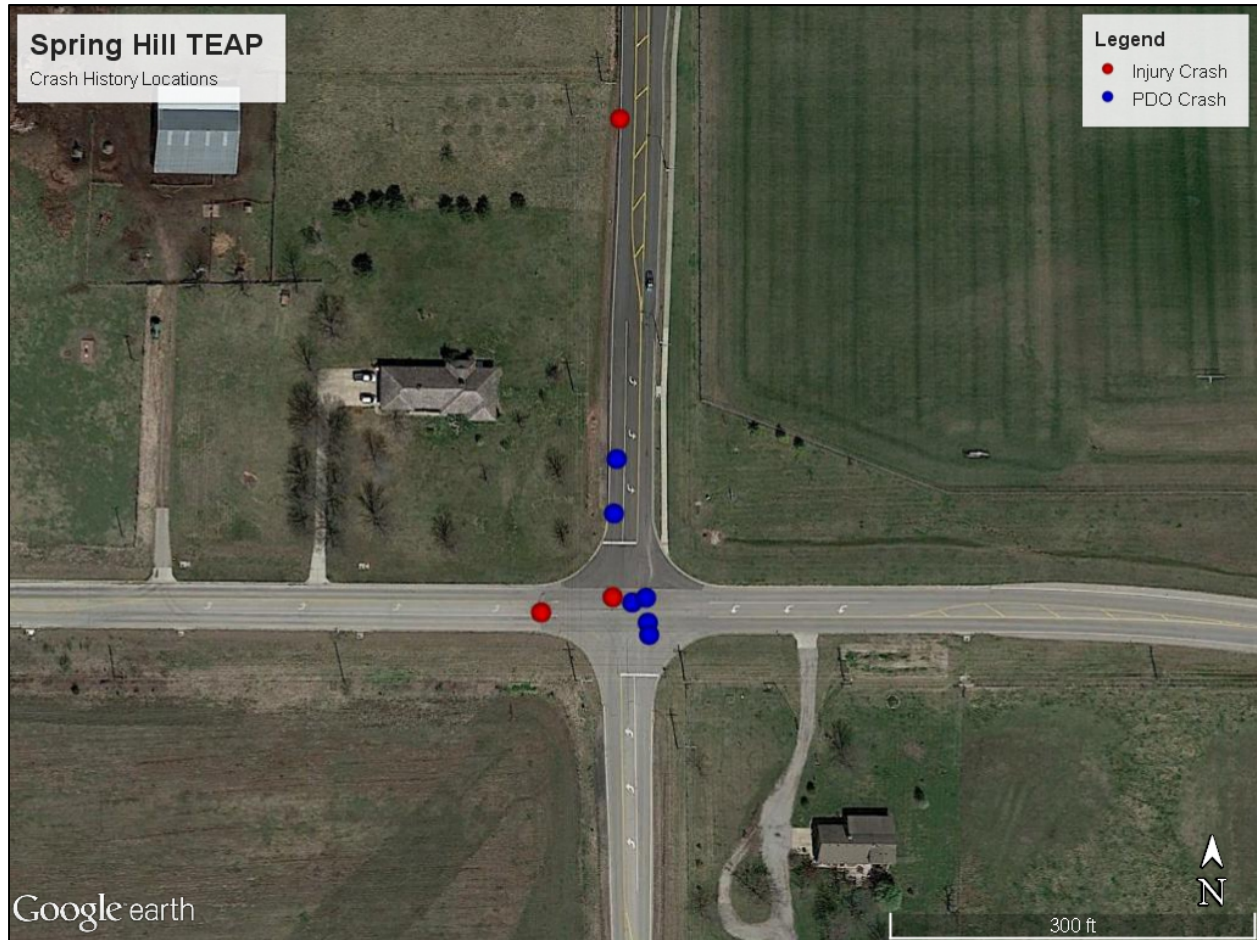 Spring Hill TEAP
Crash History Locations
Legend
Injury Crash
PDO Crash
Google earth
N
300 ft